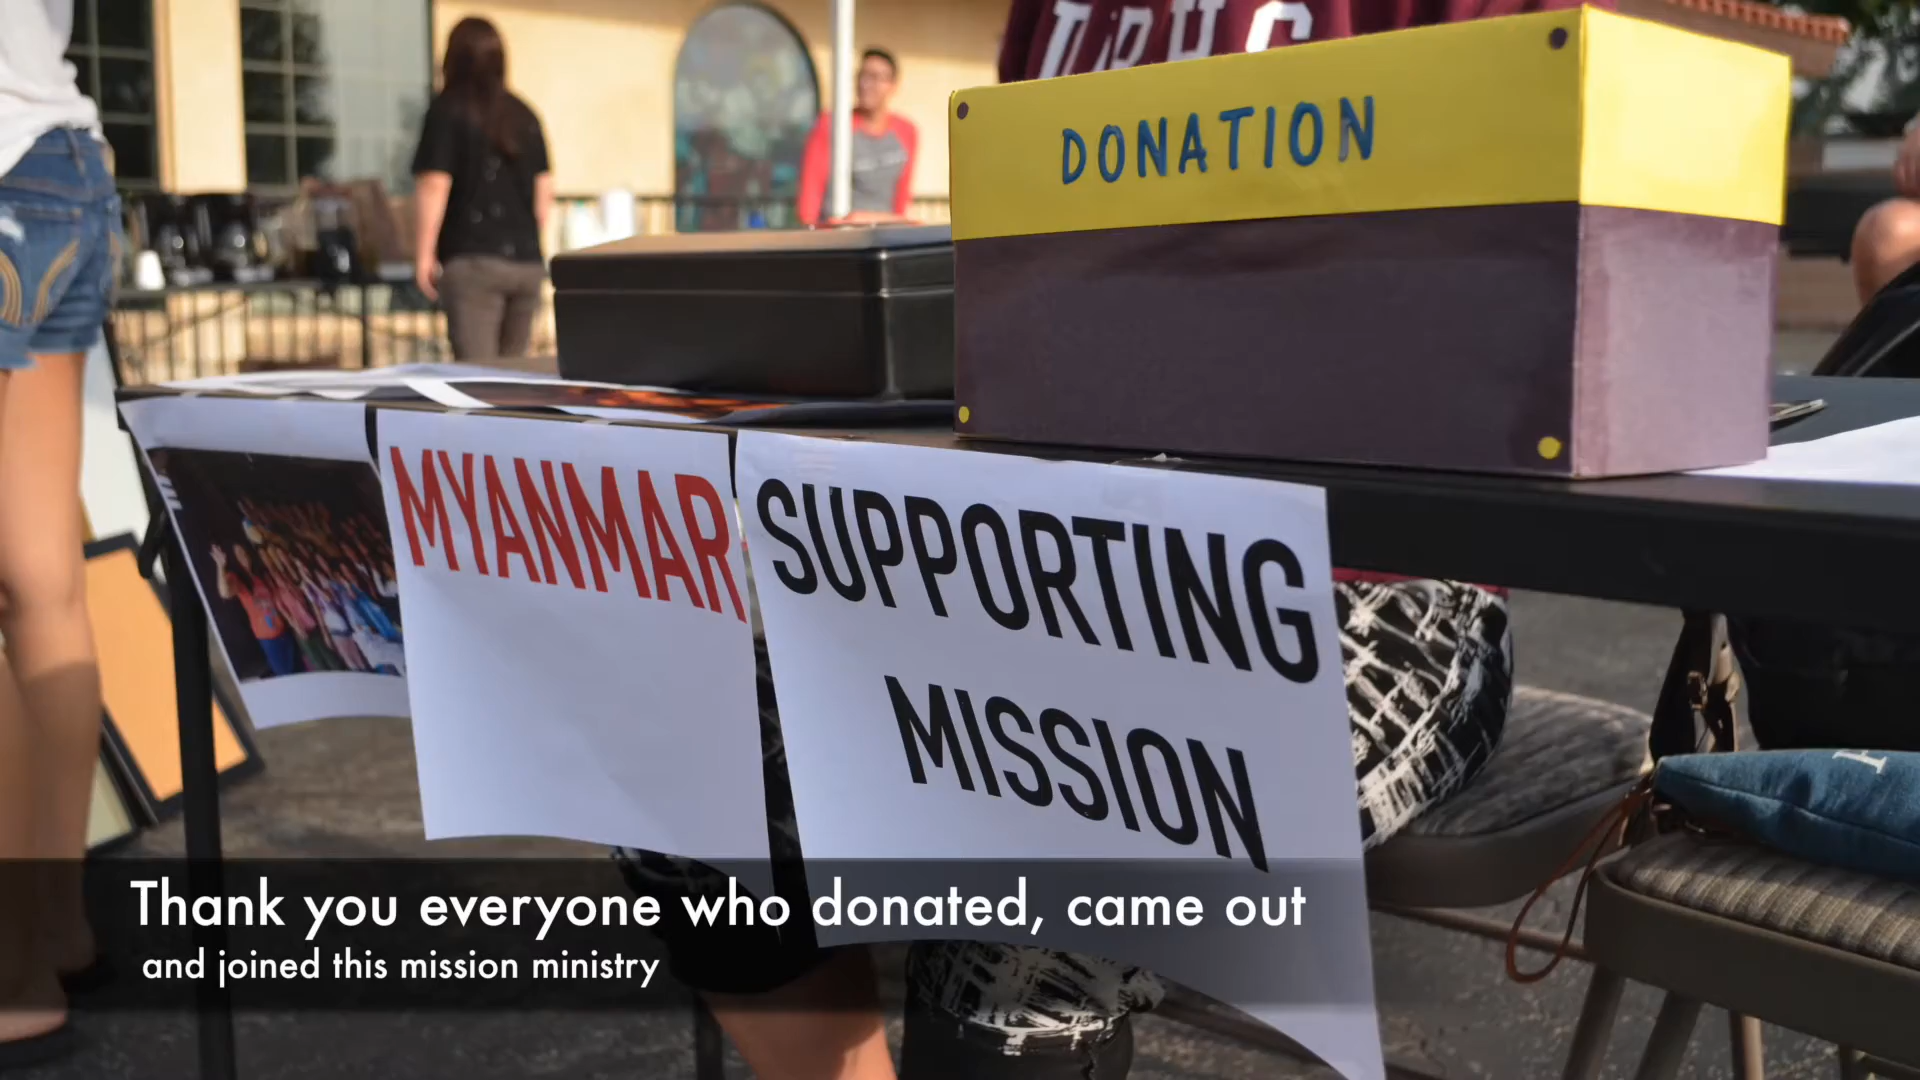 DONATION
MYANMAR
SUPPORTING
MISSION
Thank you everyone who donated, came out
and joined this mission ministry